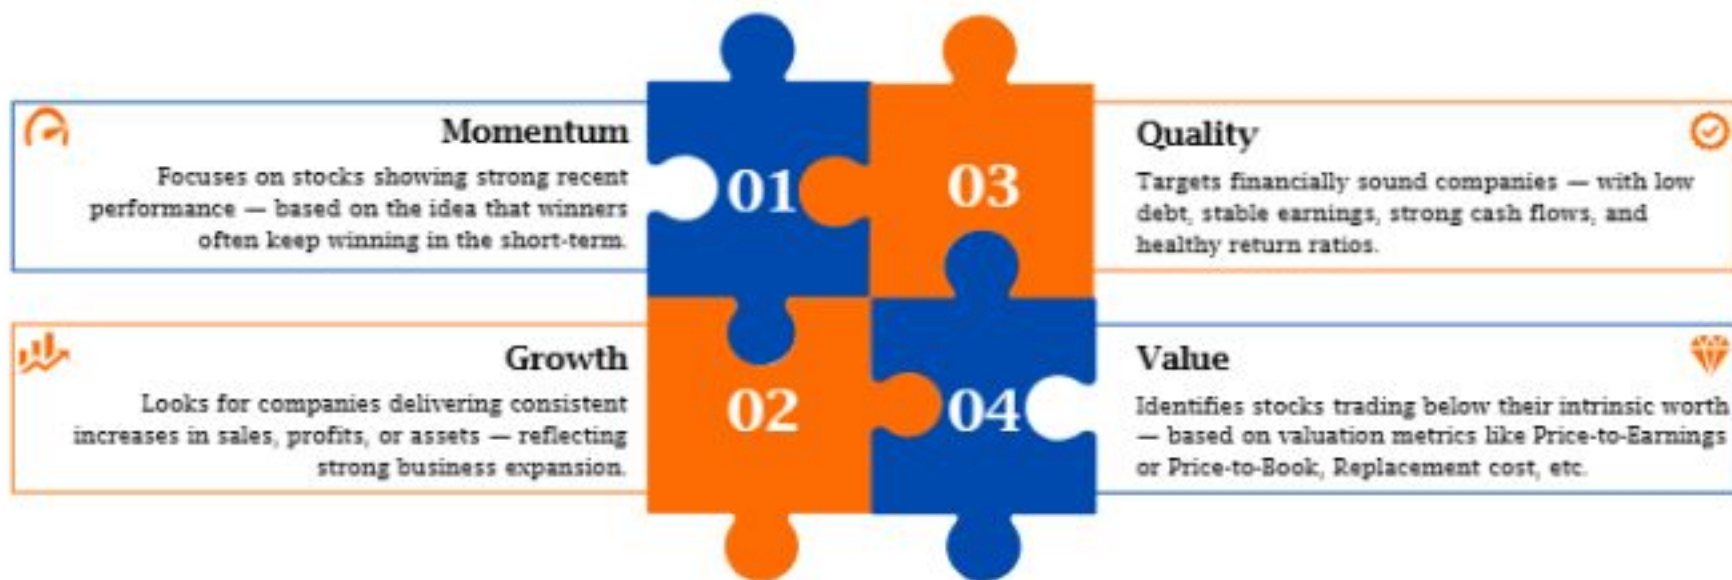 Momentum
Focuses on stocks showing strong recent
performance — based on the idea that winners
often keep winning in the short-term.
01
Growth
Looks for companies delivering consistent
increases in sales, profits, or assets — reflecting
strong business expansion.
02
03
Quality
Targets financially sound companies — with low
debt, stable earnings, strong cash flows, and
healthy return ratios.
04
Value
Identifies stocks trading below their intrinsic worth
— based on valuation metrics like Price-to-Earnings
or Price-to-Book, Replacement cost, etc.